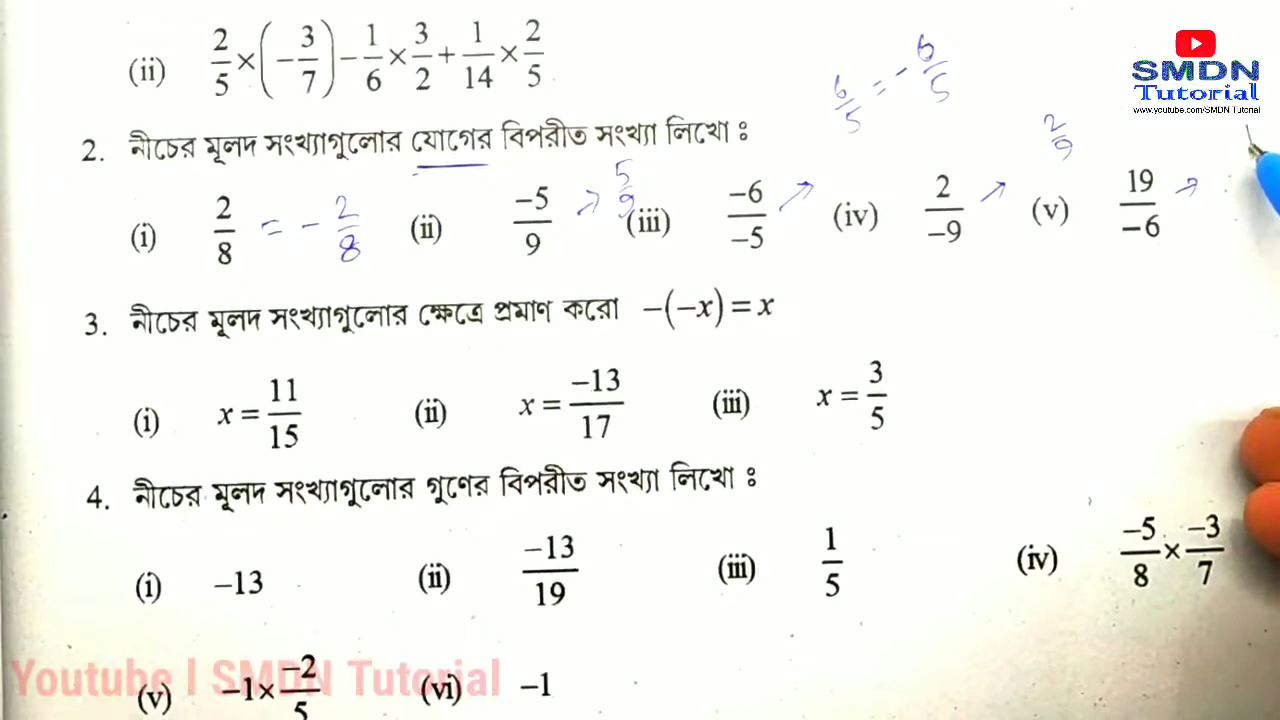 (ii) 2/5 × (−3/7) − 1/6 × 3/2 + 1/14 × 2/5
SMDN
Tutorial
www.youtube.com/SMDN Tutorial
6/5 = −6/5
2. নীচের মূলদ সংখ্যাগুলোর যোগের বিপরীত সংখ্যা লিখো ঃ
(i) 2/8 = −2/8 (ii) −5/9 → 5/9 (iii) −6/−5 → (iv) 2/−9 → 2/9 (v) 19/−6 →
3. নীচের মূলদ সংখ্যাগুলোর ক্ষেত্রে প্রমাণ করো −(−x) = x
(i) x = 11/15 (ii) x = −13/17 (iii) x = 3/5
4. নীচের মূলদ সংখ্যাগুলোর গুণের বিপরীত সংখ্যা লিখো ঃ
(i) −13 (ii) −13/19 (iii) 1/5 (iv) −5/8 × −3/7
(v) −1 × −2/5 (vi) −1
Youtube | SMDN Tutorial